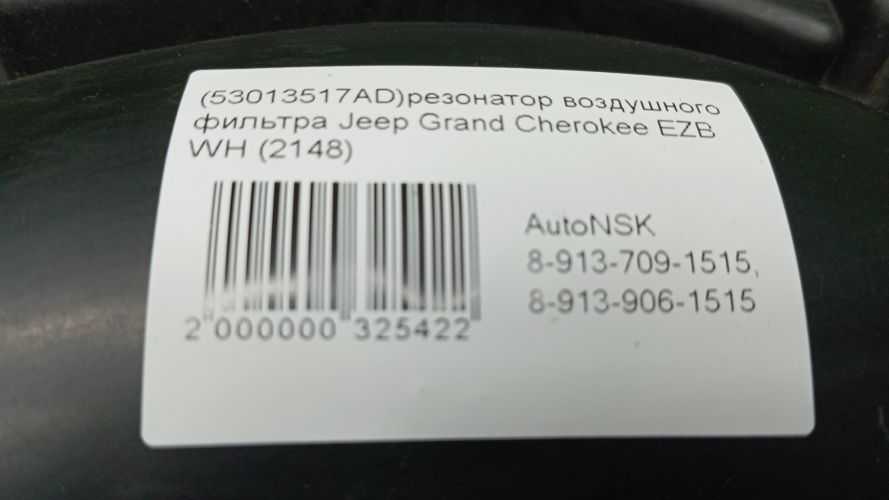 (53013517AD)резонатор воздушного
фильтра Jeep Grand Cherokee EZB
WH (2148)
AutoNSK
8-913-709-1515,
8-913-906-1515
2 000000 325422